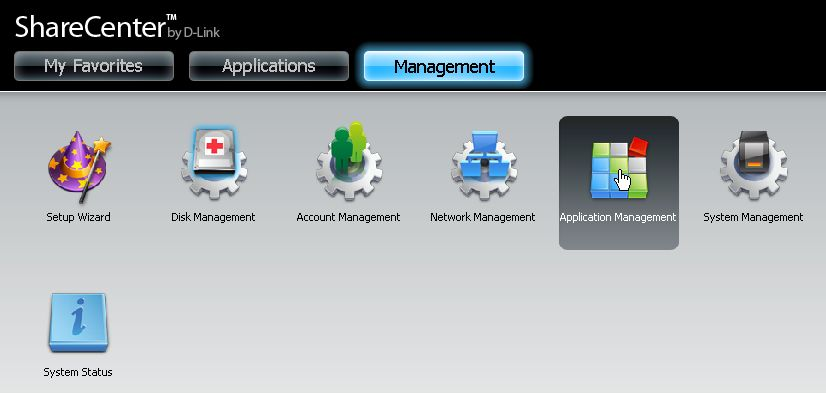 ShareCenter™ by D-Link
My Favorites Applications Management
Setup Wizard Disk Management Account Management Network Management Application Management System Management
i
System Status